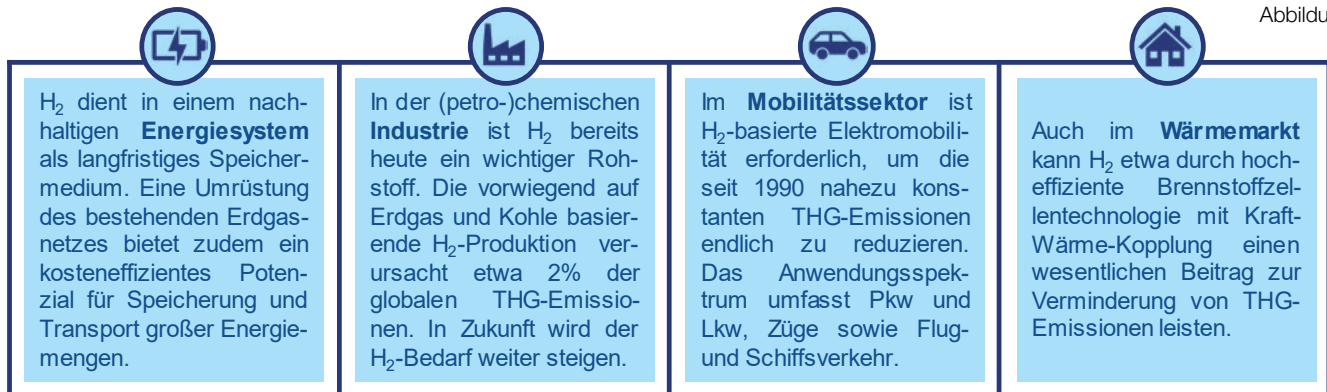 Abbildu
H₂ dient in einem nach-
haltigen Energiesystem
als langfristiges Speicher-
medium. Eine Umrüstung
des bestehenden Erdgas-
netzes bietet zudem ein
kosteneffizientes Poten-
zial für Speicherung und
Transport großer Energie-
mengen.
In der (petro-)chemischen
Industrie ist H₂ bereits
heute ein wichtiger Roh-
stoff. Die vorwiegend auf
Erdgas und Kohle basier-
ende H₂-Produktion ver-
ursacht etwa 2% der
globalen THG-Emissio-
nen. In Zukunft wird der
H₂-Bedarf weiter steigen.
Im Mobilitätssektor ist
H₂-basierte Elektromobili-
tät erforderlich, um die
seit 1990 nahezu kons-
tanten THG-Emissionen
endlich zu reduzieren.
Das Anwendungsspek-
trum umfasst Pkw und
Lkw, Züge sowie Flug-
und Schiffsverkehr.
Auch im Wärmemarkt
kann H₂ etwa durch hoch-
effiziente Brennstoffzel-
lentechnologie mit Kraft-
Wärme-Kopplung einen
wesentlichen Beitrag zur
Verminderung von THG-
Emissionen leisten.